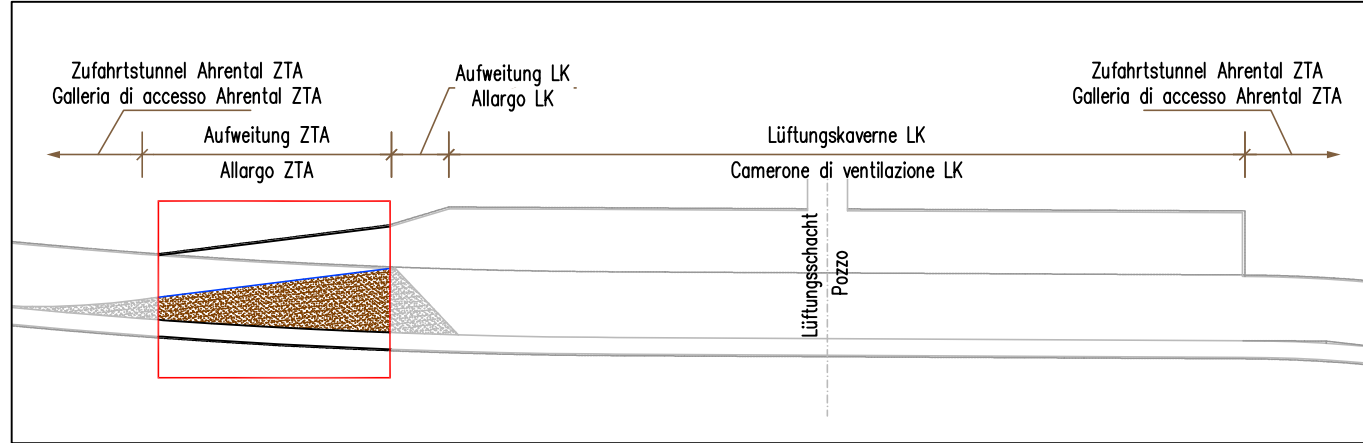 Zufahrtstunnel Ahrental ZTA
Galleria di accesso Ahrental ZTA
Aufweitung ZTA
Allargo ZTA
Aufweitung LK
Allargo LK
Lüftungskaverne LK
Camerone di ventilazione LK
Zufahrtstunnel Ahrental ZTA
Galleria di accesso Ahrental ZTA
Lüftungsschacht
Pozzo